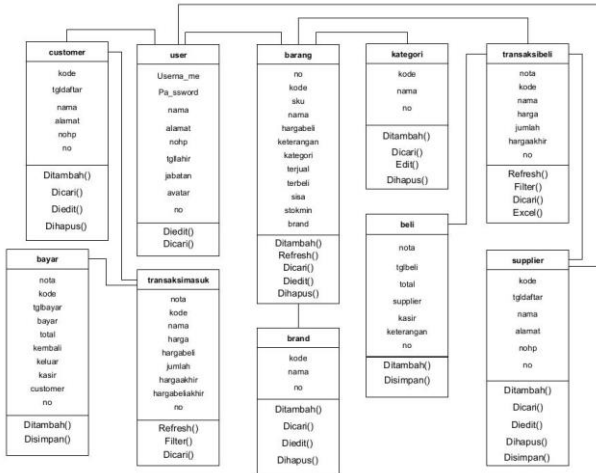 customer
kode
tgldaftar
nama
alamat
nohp
no
Ditambah()
Dicari()
Diedit()
Dihapus()
user
Userna_me
Pa_ssword
nama
alamat
nohp
tgllahir
jabatan
avatar
no
Diedit()
Dicari()
barang
no
kode
sku
nama
hargabeli
keterangan
kategori
terjual
terbeli
sisa
stokmin
brand
Ditambah()
Refresh()
Dicari()
Diedit()
Dihapus()
kategori
kode
nama
no
Ditambah()
Dicari()
Edit()
Dihapus()
transaksibeli
nota
kode
nama
harga
jumlah
hargaakhir
no
Refresh()
Filter()
Dicari()
Excel()
bayar
nota
kode
tglbayar
bayar
total
kembali
keluar
kasir
customer
no
Ditambah()
Disimpan()
transaksimasuk
nota
kode
nama
harga
hargabeli
jumlah
hargaakhir
hargabeliakhir
no
Refresh()
Filter()
Dicari()
brand
kode
nama
no
Ditambah()
Dicari()
Diedit()
Dihapus()
beli
nota
tglbeli
total
supplier
kasir
keterangan
no
Ditambah()
Disimpan()
supplier
kode
tgldaftar
nama
alamat
nohp
no
Ditambah()
Dicari()
Diedit()
Dihapus()
Disimpan()